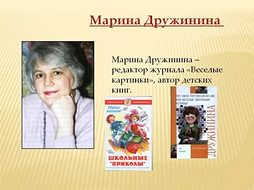 Марина Дружинина
Марина Дружинина –
редактор журнала «Веселые
картинки», автор детских
книг.
ШКОЛЬНЫЕ
"ПРИКОЛЫ"
ДРУЖИНИНА